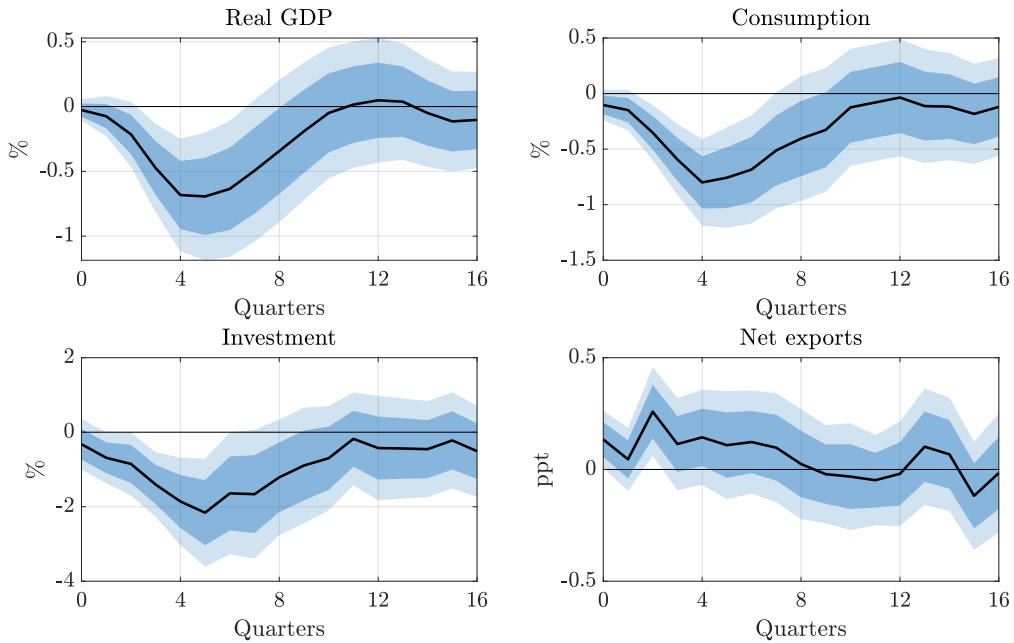 Real GDP
0.5
0
-0.5
-1
%
0 4 8 12 16
Quarters
Consumption
0.5
0
-0.5
-1
-1.5
%
0 4 8 12 16
Quarters
Investment
2
0
-2
-4
%
0 4 8 12 16
Quarters
Net exports
0.5
0
-0.5
ppt
0 4 8 12 16
Quarters